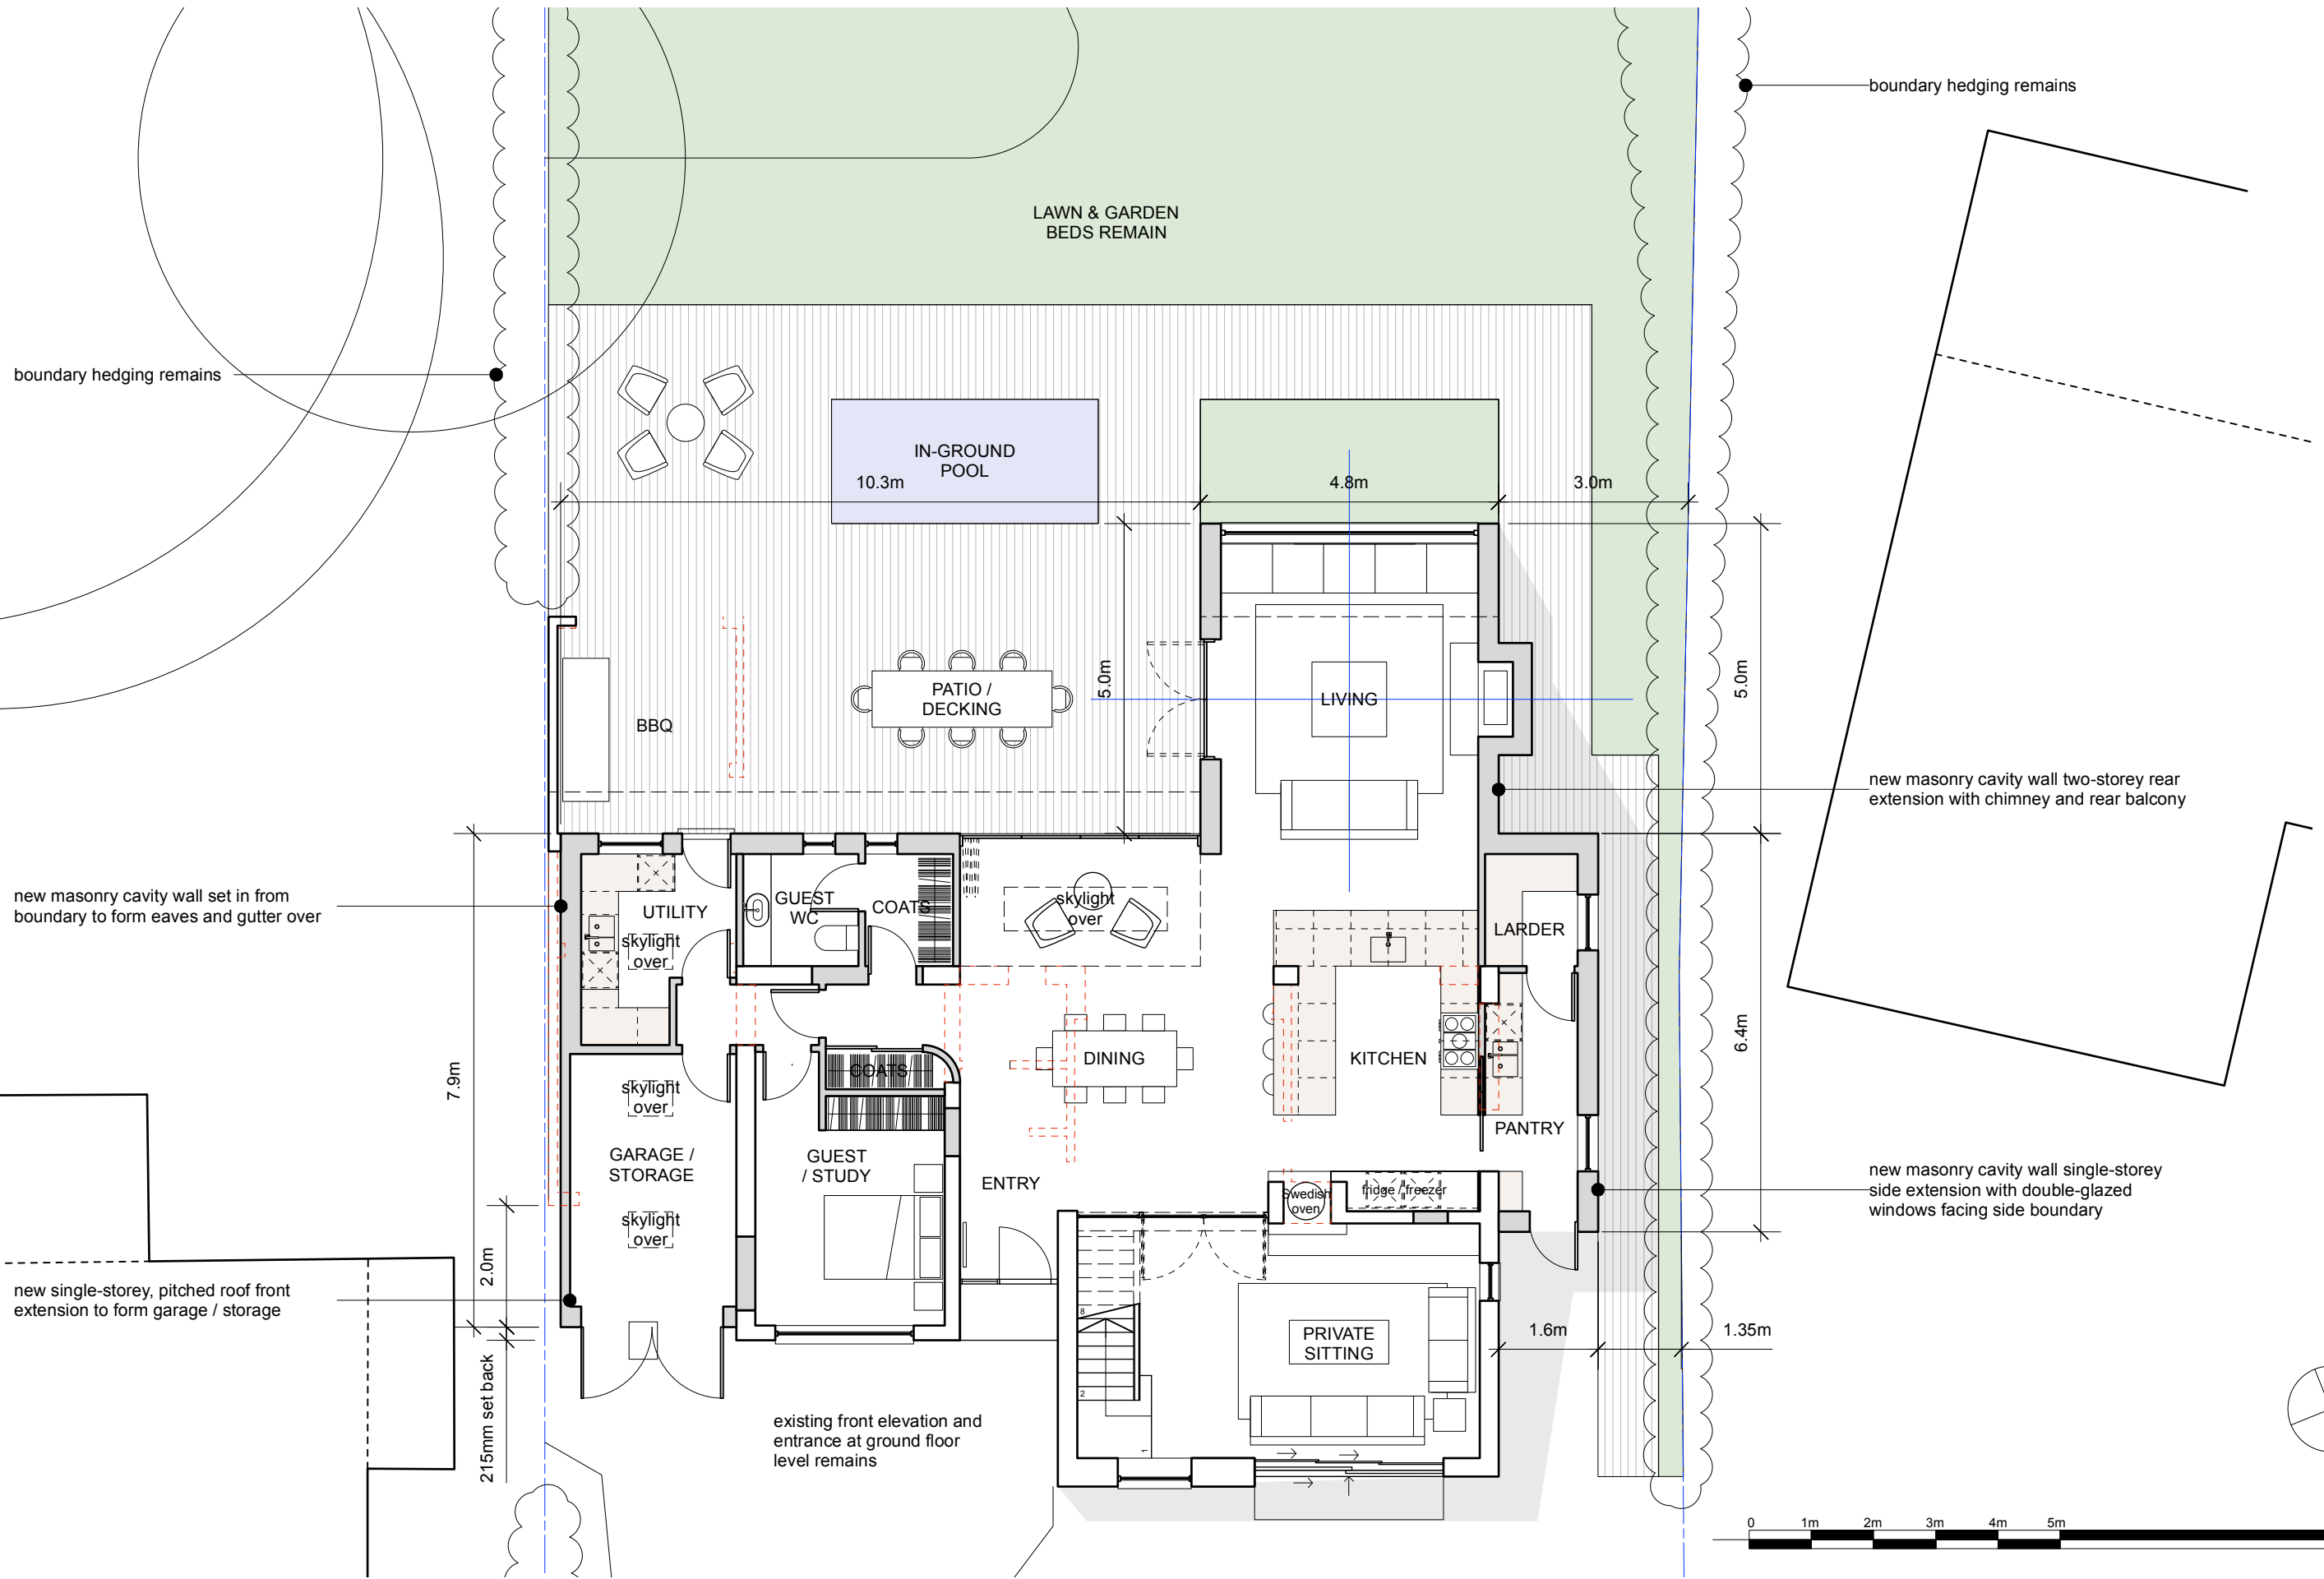 boundary hedging remains
LAWN & GARDEN
BEDS REMAIN
boundary hedging remains
IN-GROUND
POOL
10.3m
4.8m
3.0m
5.0m
5.0m
PATIO /
DECKING
LIVING
BBQ
new masonry cavity wall two-storey rear
extension with chimney and rear balcony
new masonry cavity wall set in from
boundary to form eaves and gutter over
UTILITY
skylight
over
GUEST
WC
COATS
skylight
over
LARDER
6.4m
7.9m
COATS
DINING
KITCHEN
skylight
over
PANTRY
GARAGE /
STORAGE
GUEST
/ STUDY
ENTRY
Swedish
oven
fridge / freezer
new masonry cavity wall single-storey
side extension with double-glazed
windows facing side boundary
skylight
over
2.0m
new single-storey, pitched roof front
extension to form garage / storage
8
2
1
PRIVATE
SITTING
1.6m
1.35m
215mm set back
existing front elevation and
entrance at ground floor
level remains
0 1m 2m 3m 4m 5m